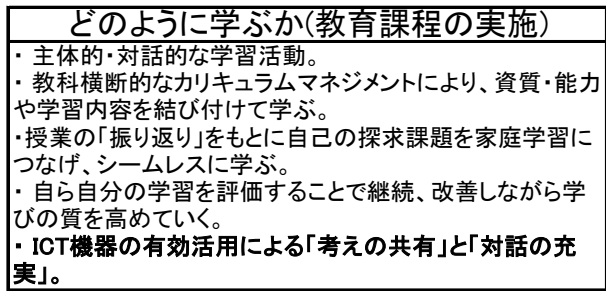 どのように学ぶか(教育課程の実施)
・ 主体的・対話的な学習活動。
・ 教科横断的なカリキュラムマネジメントにより、資質・能力
や学習内容を結び付けて学ぶ。
・授業の「振り返り」をもとに自己の探求課題を家庭学習に
つなげ、シームレスに学ぶ。
・ 自ら自分の学習を評価することで継続、改善しながら学
びの質を高めていく。
・ ICT機器の有効活用による「考えの共有」と「対話の充
実」。